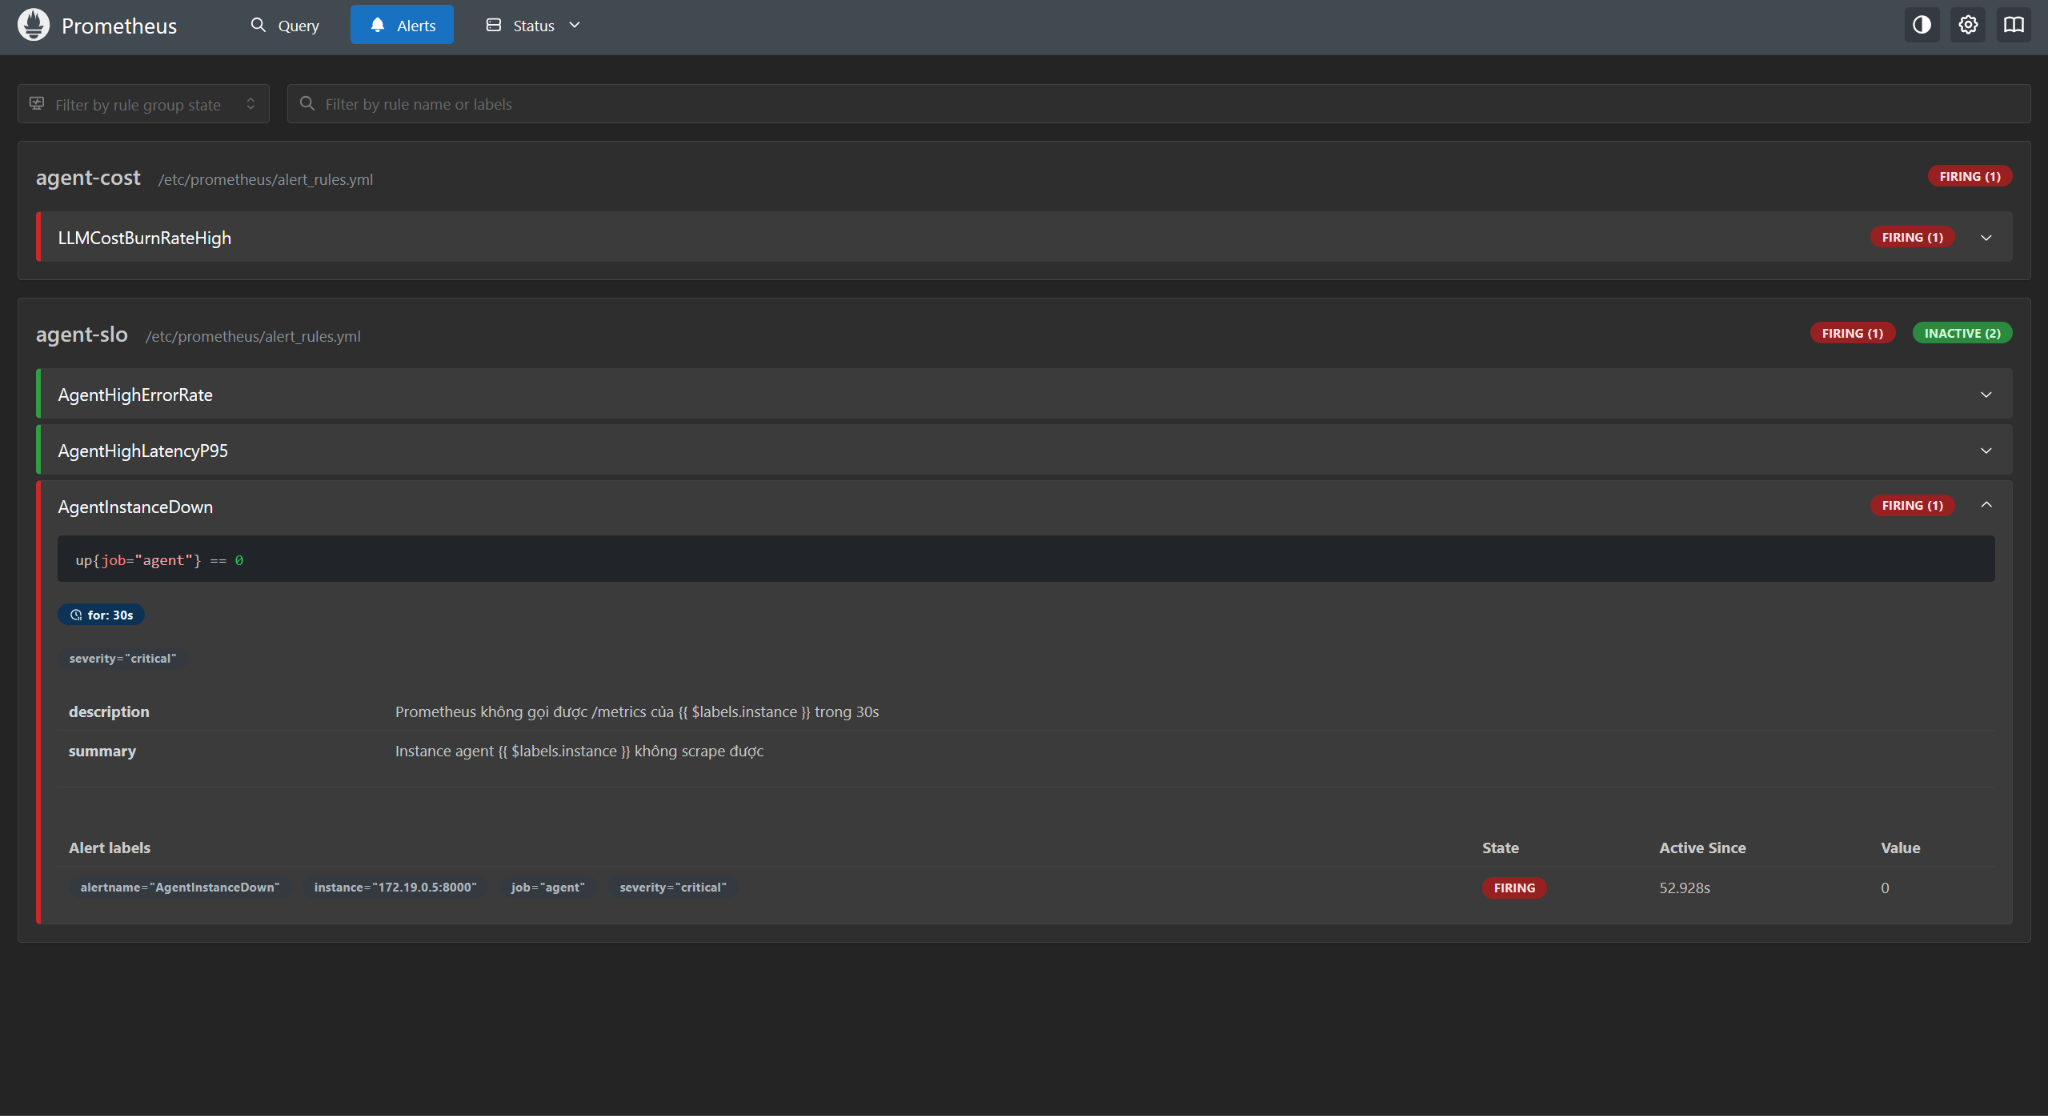 Prometheus Query Alerts Status
Filter by rule group state Filter by rule name or labels
agent-cost /etc/prometheus/alert_rules.yml FIRING (1)
LLMCostBurnRateHigh FIRING (1)
agent-slo /etc/prometheus/alert_rules.yml FIRING (1) INACTIVE (2)
AgentHighErrorRate
AgentHighLatencyP95
AgentInstanceDown FIRING (1)
up{job="agent"} == 0
for: 30s
severity="critical"
description Prometheus không gọi được /metrics của {{ $labels.instance }} trong 30s
summary Instance agent {{ $labels.instance }} không scrape được
Alert labels State Active Since Value
alertname="AgentInstanceDown" instance="172.19.0.5:8000" job="agent" severity="critical" FIRING 52.928s 0